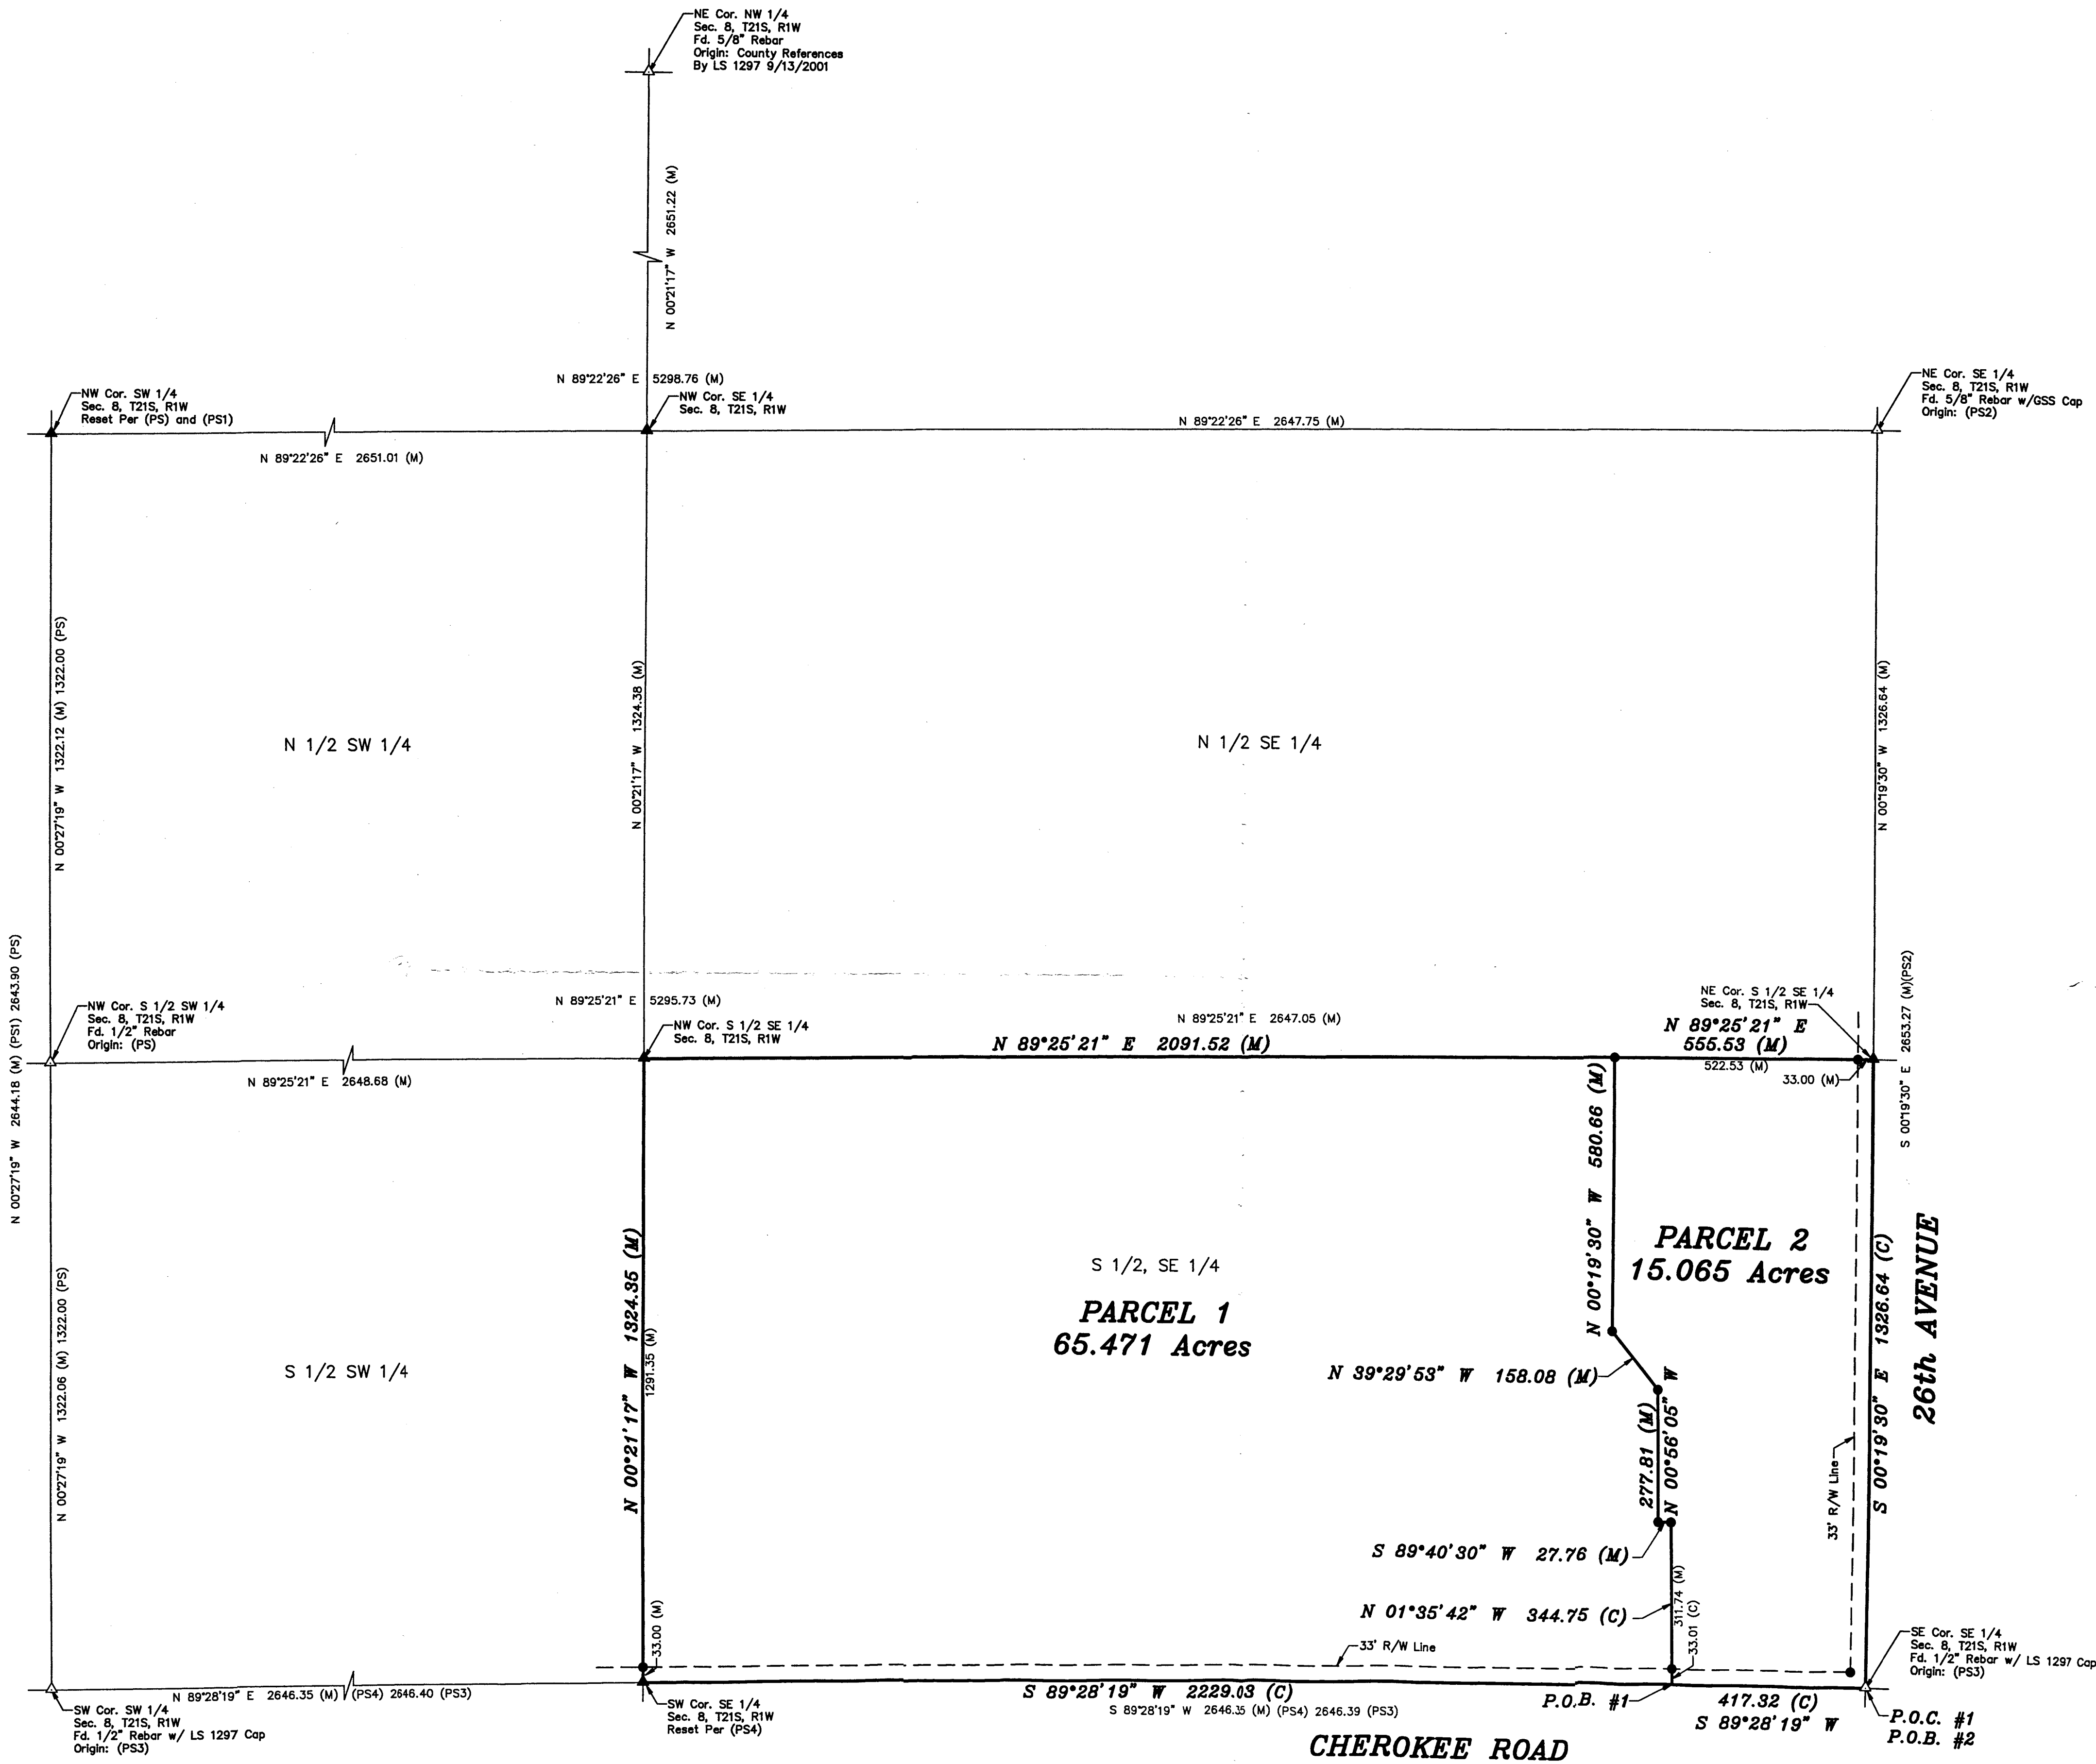 NE Cor. NW 1/4
Sec. 8, T21S, R1W
Fd. 5/8" Rebar
Origin: County References
By LS 1297 9/13/2001
N 00°21'17" W 2651.22 (M)
NW Cor. SW 1/4
Sec. 8, T21S, R1W
Reset Per (PS) and (PS1)
N 89°22'26" E 5298.76 (M)
NW Cor. SE 1/4
Sec. 8, T21S, R1W
NE Cor. SE 1/4
Sec. 8, T21S, R1W
Fd. 5/8" Rebar w/GSS Cap
Origin: (PS2)
N 89°22'26" E 2651.01 (M)
N 89°22'26" E 2647.75 (M)
N 00°27'19" W 1322.12 (M) 1322.00 (PS)
N 1/2 SW 1/4
N 00°21'17" W 1324.38 (M)
N 1/2 SE 1/4
N 00°19'30" W 1326.64 (M)
N 00°27'19" W 2644.18 (M) (PS1) 2643.90 (PS)
NW Cor. S 1/2 SW 1/4
Sec. 8, T21S, R1W
Fd. 1/2" Rebar
Origin: (PS)
N 89°25'21" E 5295.73 (M)
NW Cor. S 1/2 SE 1/4
Sec. 8, T21S, R1W
N 89°25'21" E 2647.05 (M)
N 89°25'21" E 2091.52 (M)
NE Cor. S 1/2 SE 1/4
Sec. 8, T21S, R1W
N 89°25'21" E
555.53 (M)
522.53 (M)
33.00 (M)
S 00°19'30" E 2653.27 (M)(PS2)
N 89°25'21" E 2648.68 (M)
N 00°27'19" W 1322.06 (M) 1322.00 (PS)
S 1/2 SW 1/4
N 00°21'17" W 1324.35 (M)
1291.35 (M)
33.00 (M)
S 1/2, SE 1/4
PARCEL 1
65.471 Acres
N 00°19'30" W 580.66 (M)
PARCEL 2
15.065 Acres
N 39°29'53" W 158.08 (M)
277.81 (M)
N 00°56'05" W
S 89°40'30" W 27.76 (M)
N 01°35'42" W 344.75 (C)
311.74 (M)
33.01 (C)
33' R/W Line
33' R/W Line
S 00°19'30" E 1326.64 (C)
26th AVENUE
SE Cor. SE 1/4
Sec. 8, T21S, R1W
Fd. 1/2" Rebar w/ LS 1297 Cap
Origin: (PS3)
N 89°28'19" E 2646.35 (M) (PS4) 2646.40 (PS3)
SW Cor. SW 1/4
Sec. 8, T21S, R1W
Fd. 1/2" Rebar w/ LS 1297 Cap
Origin: (PS3)
SW Cor. SE 1/4
Sec. 8, T21S, R1W
Reset Per (PS4)
S 89°28'19" W 2229.03 (C)
S 89°28'19" W 2646.35 (M) (PS4) 2646.39 (PS3)
P.O.B. #1
417.32 (C)
S 89°28'19" W
P.O.C. #1
P.O.B. #2
CHEROKEE ROAD